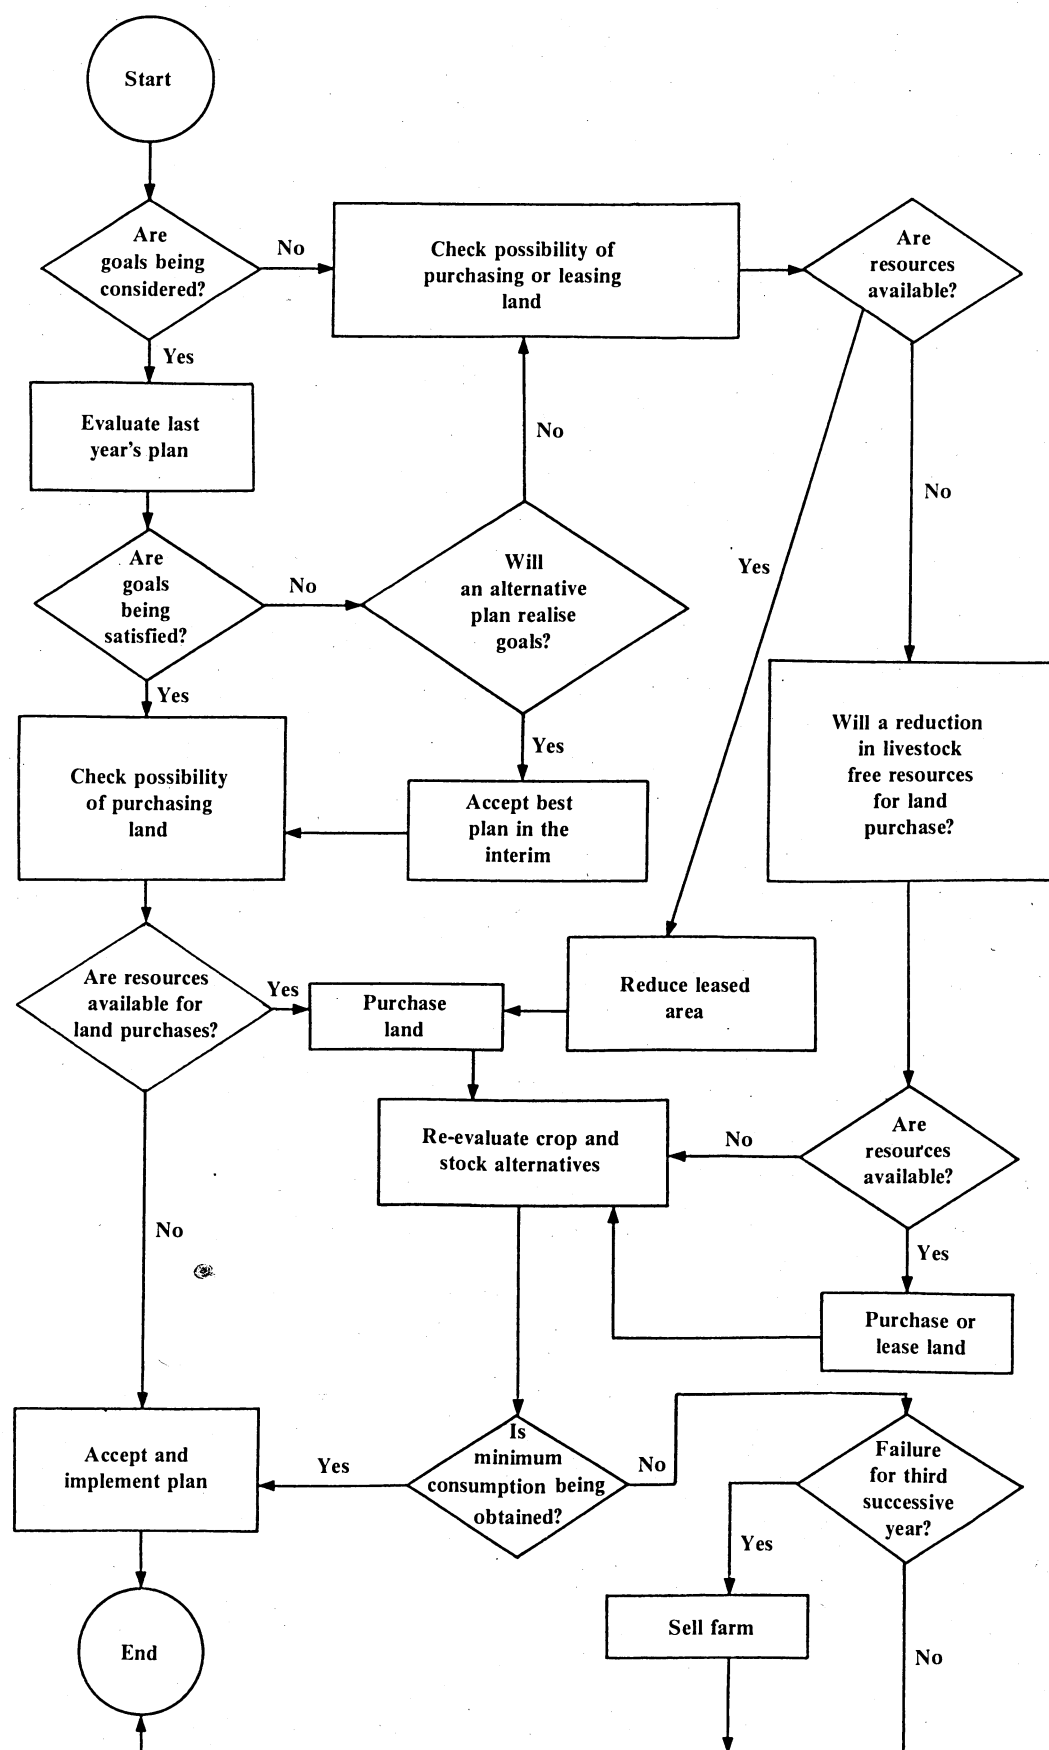 Start
Are
goals being
considered?
No
Check possibility of
purchasing or leasing
land
Are
resources
available?
Yes
Evaluate last
year's plan
No
No
Are
goals
being
satisfied?
No
Will
an alternative
plan realise
goals?
Yes
Yes
Yes
Check possibility
of purchasing
land
Accept best
plan in the
interim
Will a reduction
in livestock
free resources
for land
purchase?
Are resources
available for
land purchases?
Yes
Purchase
land
Reduce leased
area
Re-evaluate crop and
stock alternatives
No
Are
resources
available?
No
Yes
Purchase or
lease land
Accept and
implement plan
Yes
Is
minimum
consumption being
obtained?
No
Failure
for third
successive
year?
Yes
Sell farm
No
End